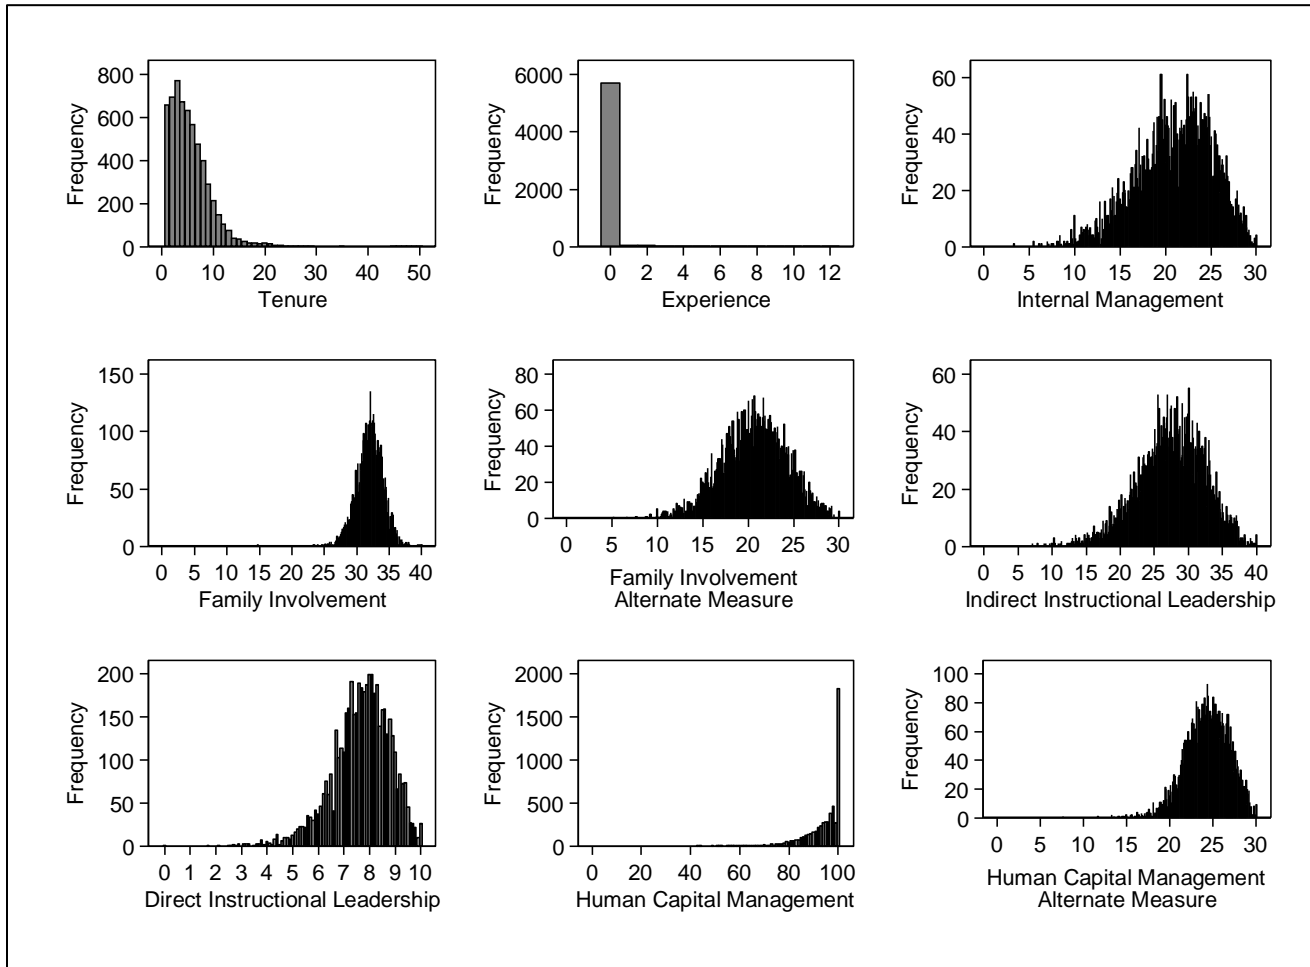 800
600
400
200
0
Frequency
0 10 20 30 40 50
Tenure
6000
4000
2000
0
Frequency
0 2 4 6 8 10 12
Experience
60
40
20
0
Frequency
0 5 10 15 20 25 30
Internal Management
150
100
50
0
Frequency
0 5 10 15 20 25 30 35 40
Family Involvement
80
60
40
20
0
Frequency
0 5 10 15 20 25 30
Family Involvement
Alternate Measure
60
40
20
0
Frequency
0 5 10 15 20 25 30 35 40
Indirect Instructional Leadership
200
150
100
50
0
Frequency
0 1 2 3 4 5 6 7 8 9 10
Direct Instructional Leadership
2000
1500
1000
500
0
Frequency
0 20 40 60 80 100
Human Capital Management
100
80
60
40
20
0
Frequency
0 5 10 15 20 25 30
Human Capital Management
Alternate Measure